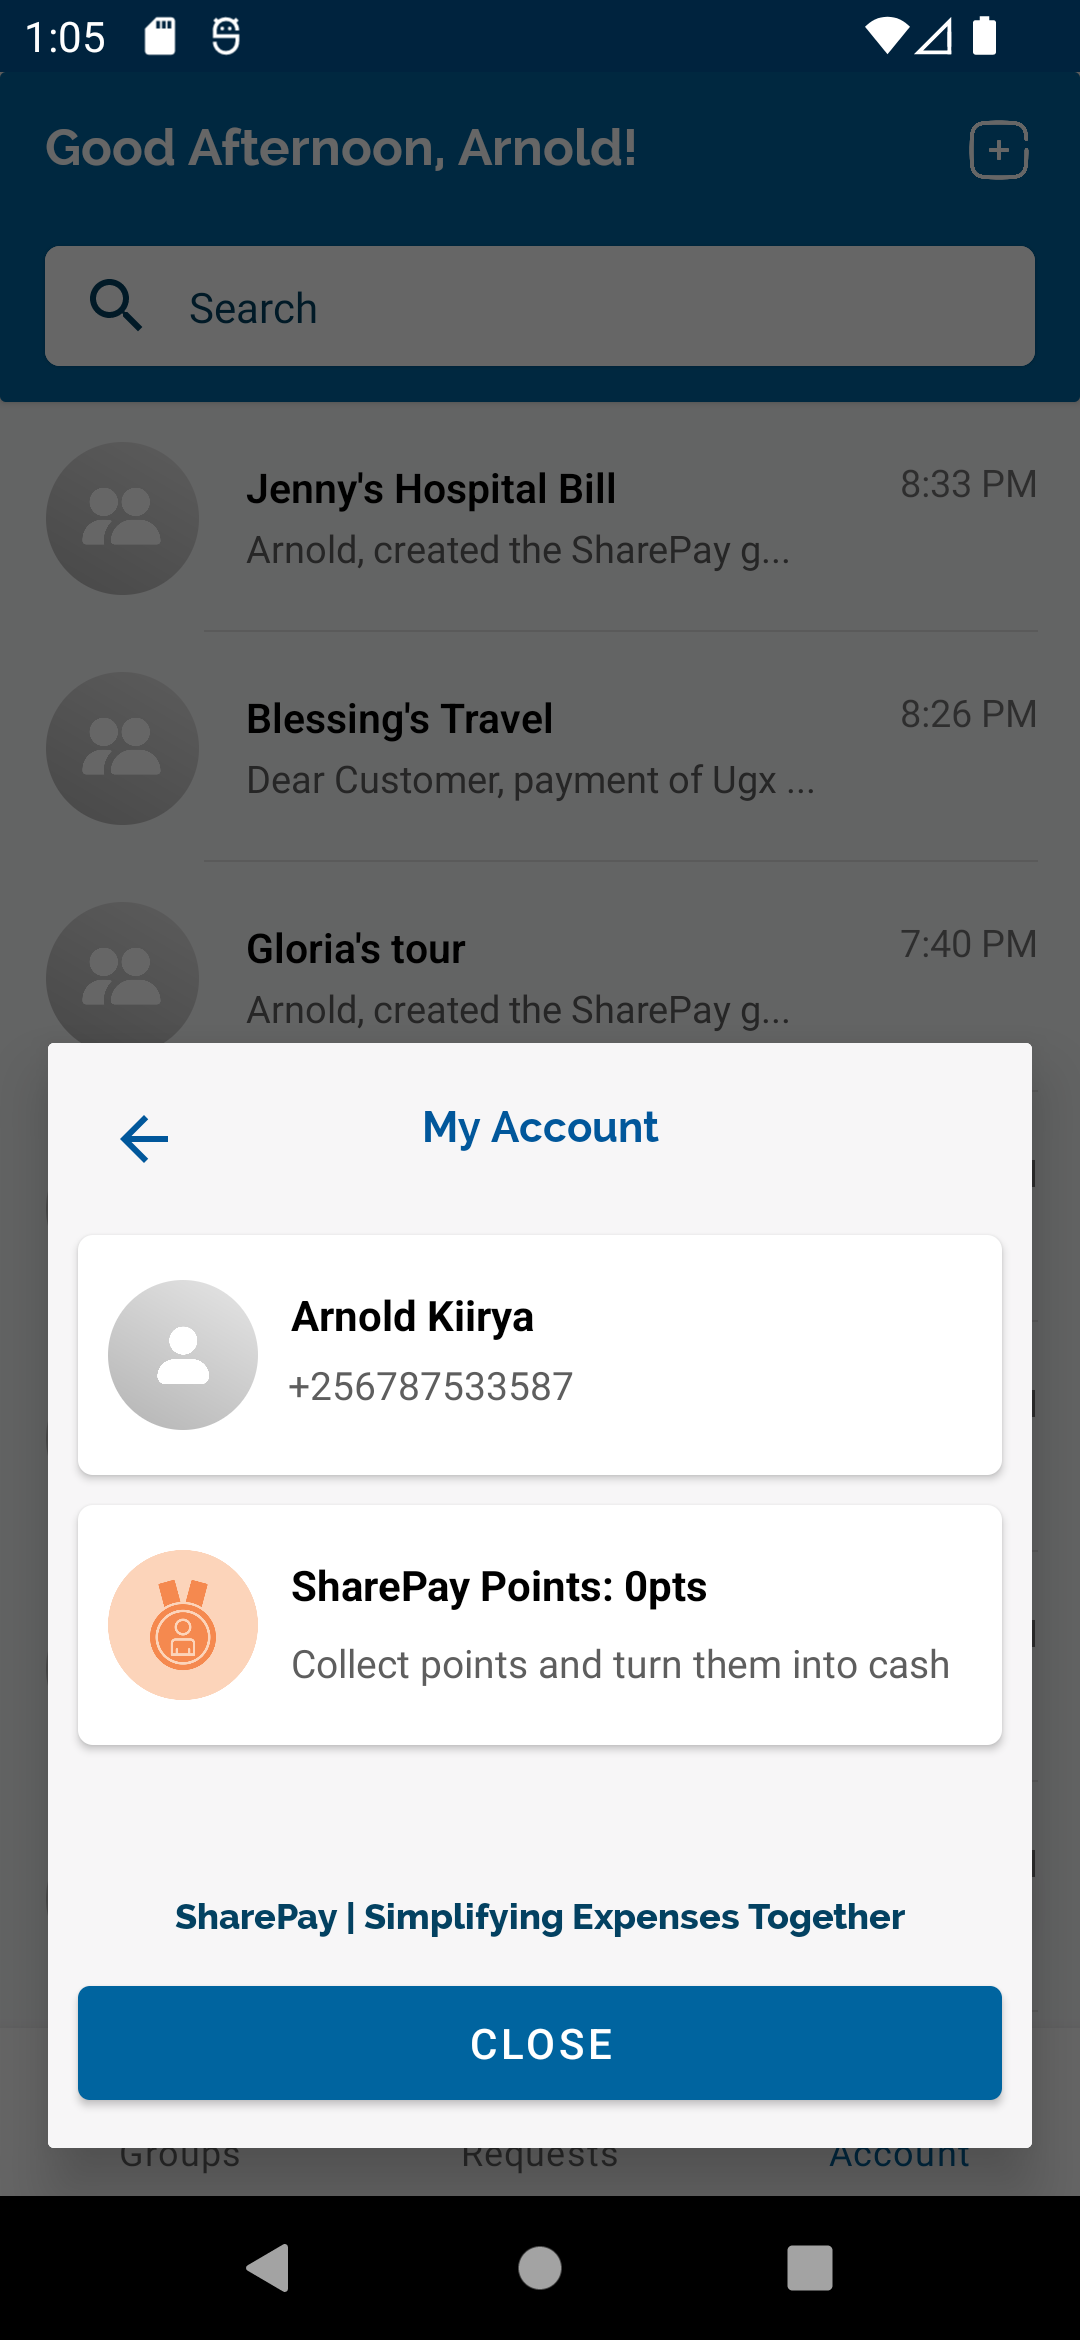 1:05
Good Afternoon, Arnold!
Search
Jenny's Hospital Bill
8:33 PM
Arnold, created the SharePay g...
Blessing's Travel
8:26 PM
Dear Customer, payment of Ugx ...
Gloria's tour
7:40 PM
Arnold, created the SharePay g...
My Account
Arnold Kiirya
+256787533587
SharePay Points: 0pts
Collect points and turn them into cash
SharePay | Simplifying Expenses Together
CLOSE
Groups
Requests
Account